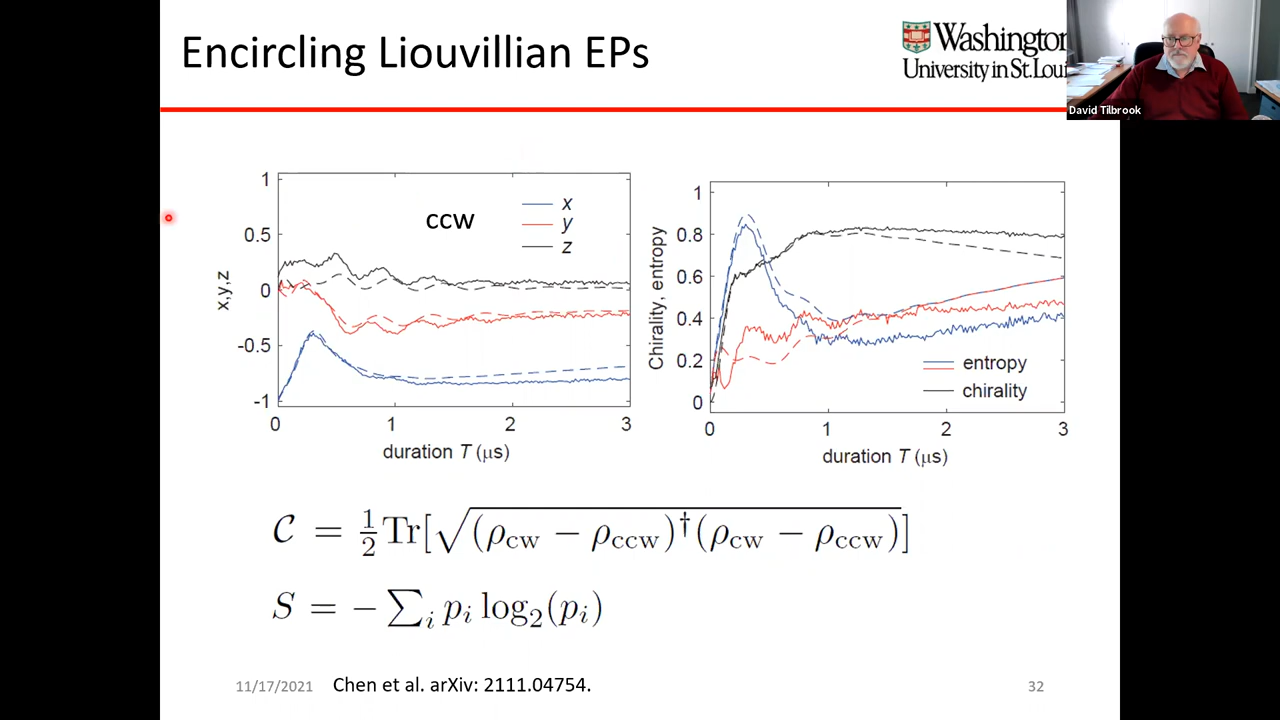 Encircling Liouvillian EPs
Washington
University in St.Loui
David Tilbrook
1
0.5
0
-0.5
-1
x,y,z
ccw
x
y
z
0
1
2
3
duration T (μs)
1
0.8
0.6
0.4
0.2
0
Chirality, entropy
entropy
chirality
0
1
2
3
duration T (μs)
𝒞 = ½Tr[√(ρcw − ρccw)†(ρcw − ρccw)]
S = −∑i pi log2(pi)
11/17/2021 Chen et al. arXiv: 2111.04754. 32